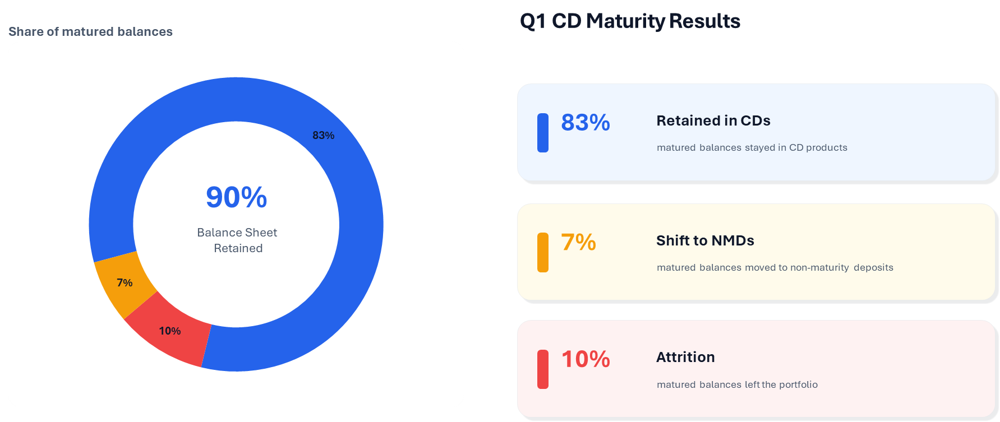 Share of matured balances
83%
90%
Balance Sheet
Retained
7%
10%
Q1 CD Maturity Results
83%
Retained in CDs
matured balances stayed in CD products
7%
Shift to NMDs
matured balances moved to non-maturity deposits
10%
Attrition
matured balances left the portfolio